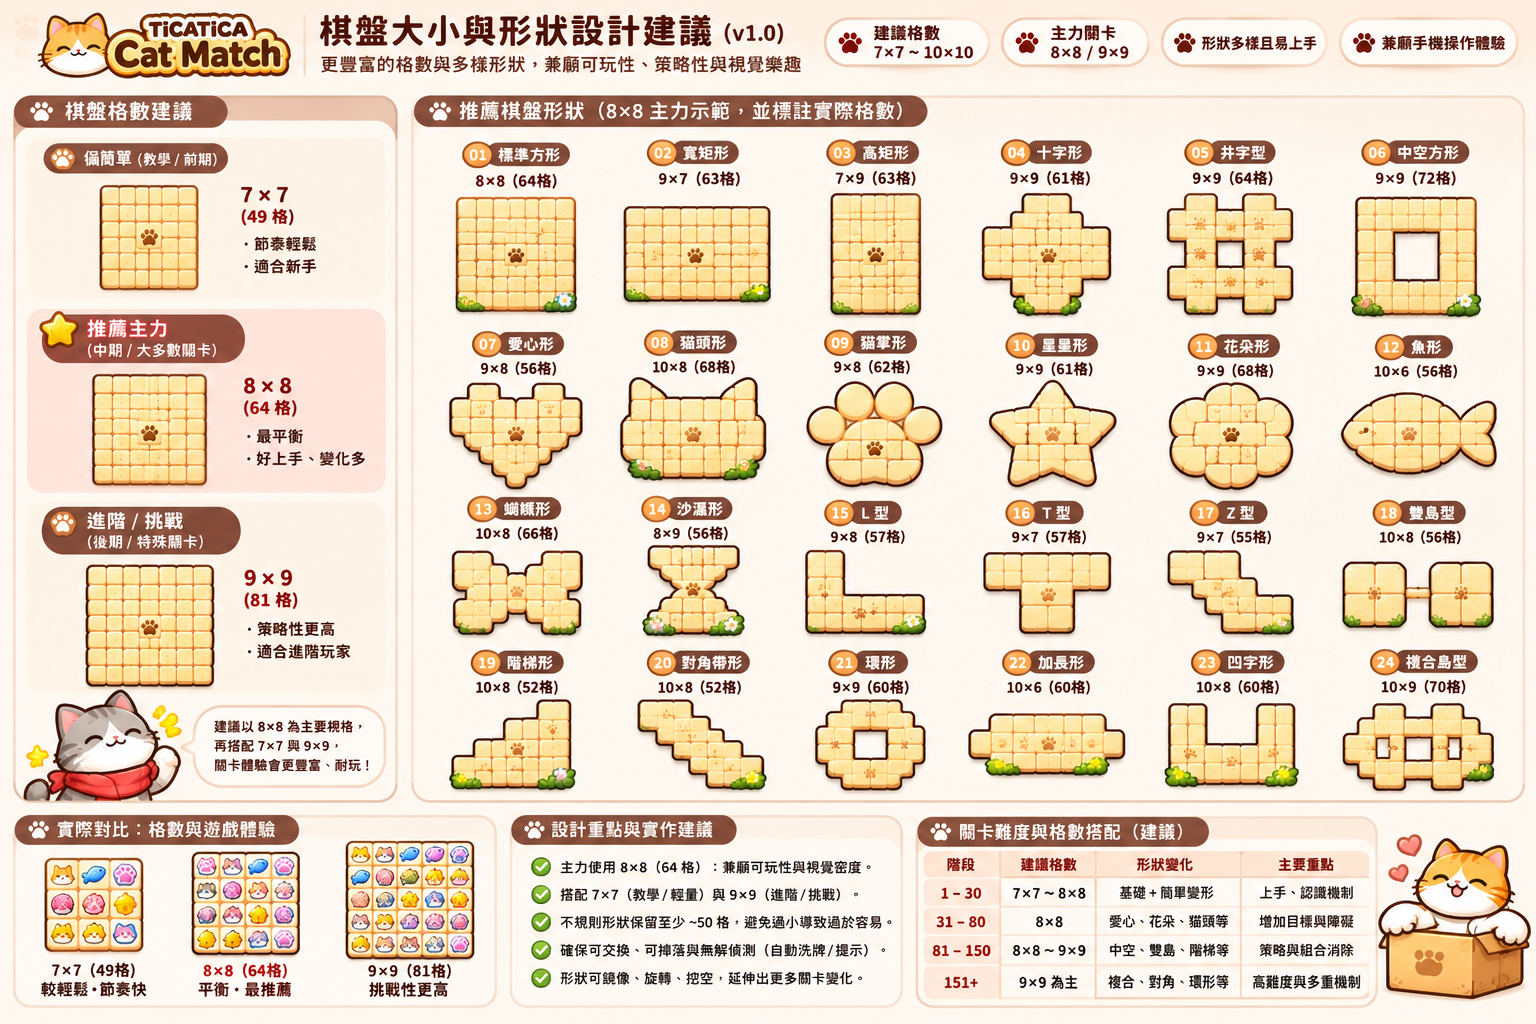 TiCATiCA
Cat Match
棋盤大小與形狀設計建議 (v1.0)
更豐富的格數與多樣形狀，兼顧可玩性、策略性與視覺樂趣
建議格數
7×7 ~ 10×10
主力關卡
8×8 / 9×9
形狀多樣且易上手
兼顧手機操作體驗
棋盤格數建議
簡單 (教學 / 前期)
7 × 7
(49 格)
・節奏輕鬆
・適合新手
推薦主力
(中期 / 大多數關卡)
8 × 8
(64 格)
・最平衡
・好上手、變化多
進階 / 挑戰
(後期 / 特殊關卡)
9 × 9
(81 格)
・策略性更高
・適合進階玩家
建議以 8×8 為主要規格，
再搭配 7×7 與 9×9，
關卡體驗會更豐富、耐玩！
推薦棋盤形狀（8×8 主力示範，並標註實際格數）
01 標準方形
8×8（64格）
02 寬矩形
9×7（63格）
03 高矩形
7×9（63格）
04 十字形
9×9（61格）
05 井字型
9×9（64格）
06 中空方形
9×9（72格）
07 愛心形
9×8（56格）
08 猫頭形
10×8（68格）
09 猫掌形
9×8（62格）
10 星星形
9×9（61格）
11 花朵形
9×9（68格）
12 魚形
10×6（56格）
13 蝴蝶形
10×8（66格）
14 沙漏形
8×9（56格）
15 L 型
9×8（57格）
16 T 型
9×7（57格）
17 Z 型
9×7（55格）
18 雙島型
10×8（56格）
19 階梯形
10×8（52格）
20 對角帶形
10×8（52格）
21 環形
9×9（60格）
22 加長形
10×6（60格）
23 凹字形
10×8（60格）
24 複合島型
10×9（70格）
實際對比：格數與遊戲體驗
7×7（49格）
較輕鬆・節奏快
8×8（64格）
平衡・最推薦
9×9（81格）
挑戰性更高
設計重點與實作建議
主力使用 8×8（64 格）：兼顧可玩性與視覺密度。
搭配 7×7（教學 / 輕量）與 9×9（進階 / 挑戰）。
不規則形狀保留至少 ~50 格，避免過小導致過於容易。
確保可交換、可掉落與無解偵測（自動洗牌 / 提示）。
形狀可鏡像、旋轉、挖空，延伸出更多關卡變化。
關卡難度與格數搭配（建議）
階段 建議格數 形狀變化 主要重點
1 – 30 7×7 ~ 8×8 基礎 + 簡單變形 上手、認識機制
31 – 80 8×8 愛心、花朵、猫頭等 增加目標與障礙
81 – 150 8×8 ~ 9×9 中空、雙島、階梯等 策略與組合消除
151+ 9×9 為主 複合、對角、環形等 高難度與多重機制